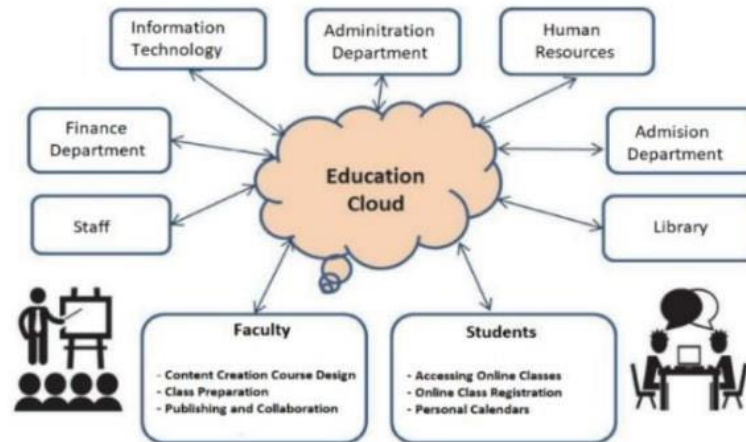 Information
Technology
Adminitration
Department
Human
Resources
Finance
Department
Education
Cloud
Admision
Department
Staff
Library
Faculty
- Content Creation Course Design
- Class Preparation
- Publishing and Collaboration
Students
- Accessing Online Classes
- Online Class Registration
- Personal Calendars